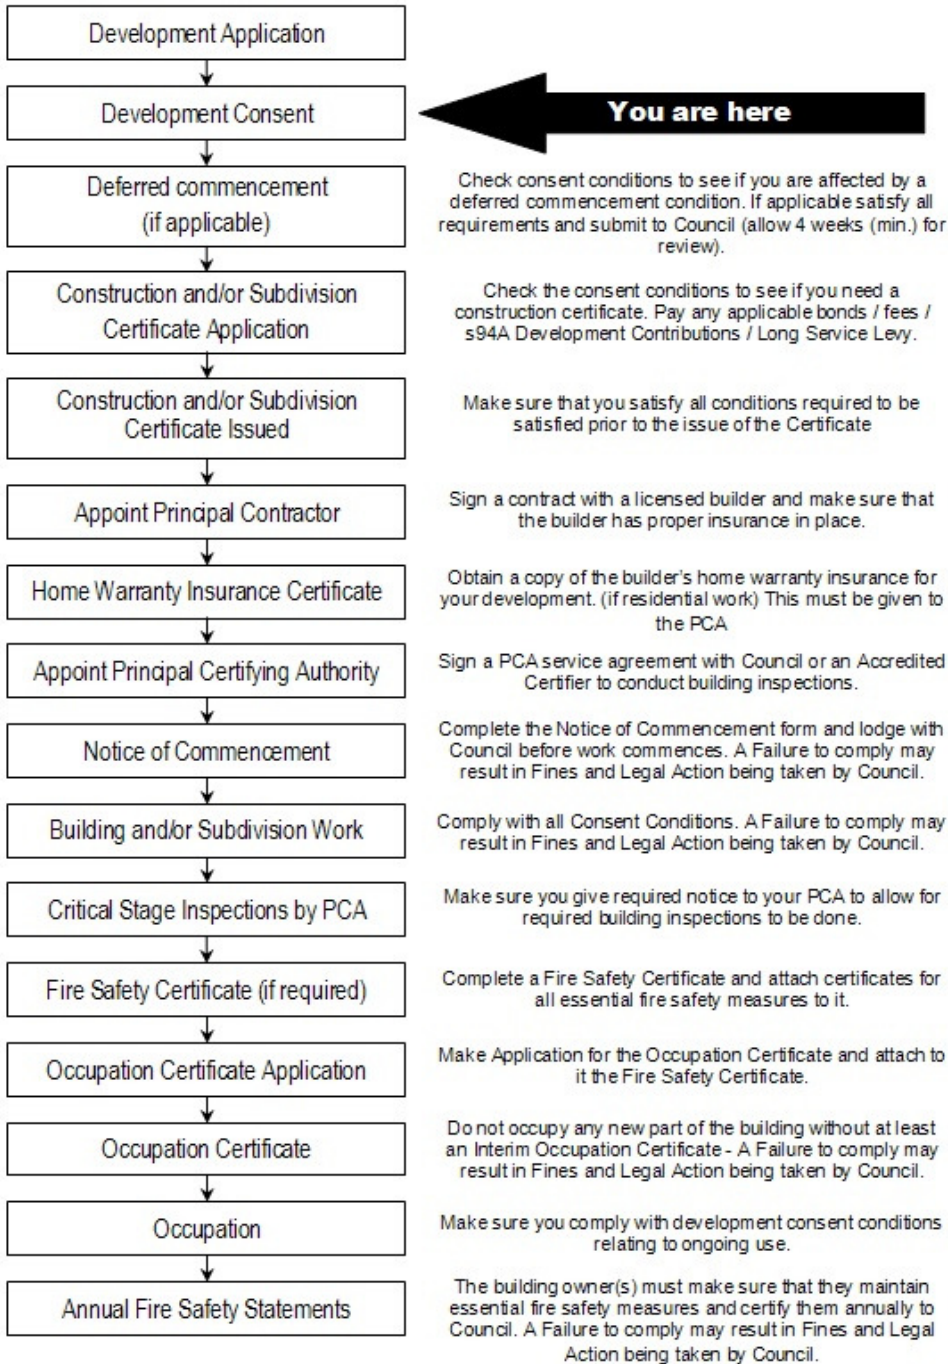 Development Application
Development Consent
You are here
Deferred commencement
(if applicable)
Check consent conditions to see if you are affected by a
deferred commencement condition. If applicable satisfy all
requirements and submit to Council (allow 4 weeks (min.) for
review).
Construction and/or Subdivision
Certificate Application
Check the consent conditions to see if you need a
construction certificate. Pay any applicable bonds / fees /
s94A Development Contributions / Long Service Levy.
Construction and/or Subdivision
Certificate Issued
Make sure that you satisfy all conditions required to be
satisfied prior to the issue of the Certificate
Appoint Principal Contractor
Sign a contract with a licensed builder and make sure that
the builder has proper insurance in place.
Home Warranty Insurance Certificate
Obtain a copy of the builder's home warranty insurance for
your development. (if residential work) This must be given to
the PCA
Appoint Principal Certifying Authority
Sign a PCA service agreement with Council or an Accredited
Certifier to conduct building inspections.
Notice of Commencement
Complete the Notice of Commencement form and lodge with
Council before work commences. A Failure to comply may
result in Fines and Legal Action being taken by Council.
Building and/or Subdivision Work
Comply with all Consent Conditions. A Failure to comply may
result in Fines and Legal Action being taken by Council.
Critical Stage Inspections by PCA
Make sure you give required notice to your PCA to allow for
required building inspections to be done.
Fire Safety Certificate (if required)
Complete a Fire Safety Certificate and attach certificates for
all essential fire safety measures to it.
Occupation Certificate Application
Make Application for the Occupation Certificate and attach to
it the Fire Safety Certificate.
Occupation Certificate
Do not occupy any new part of the building without at least
an Interim Occupation Certificate - A Failure to comply may
result in Fines and Legal Action being taken by Council.
Occupation
Make sure you comply with development consent conditions
relating to ongoing use.
Annual Fire Safety Statements
The building owner(s) must make sure that they maintain
essential fire safety measures and certify them annually to
Council. A Failure to comply may result in Fines and Legal
Action being taken by Council.